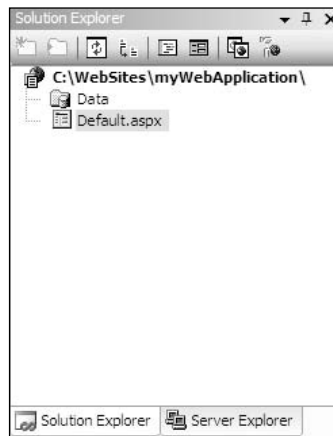 Solution Explorer
C:\WebSites\myWebApplication\
Data
Default.aspx
Solution Explorer
Server Explorer